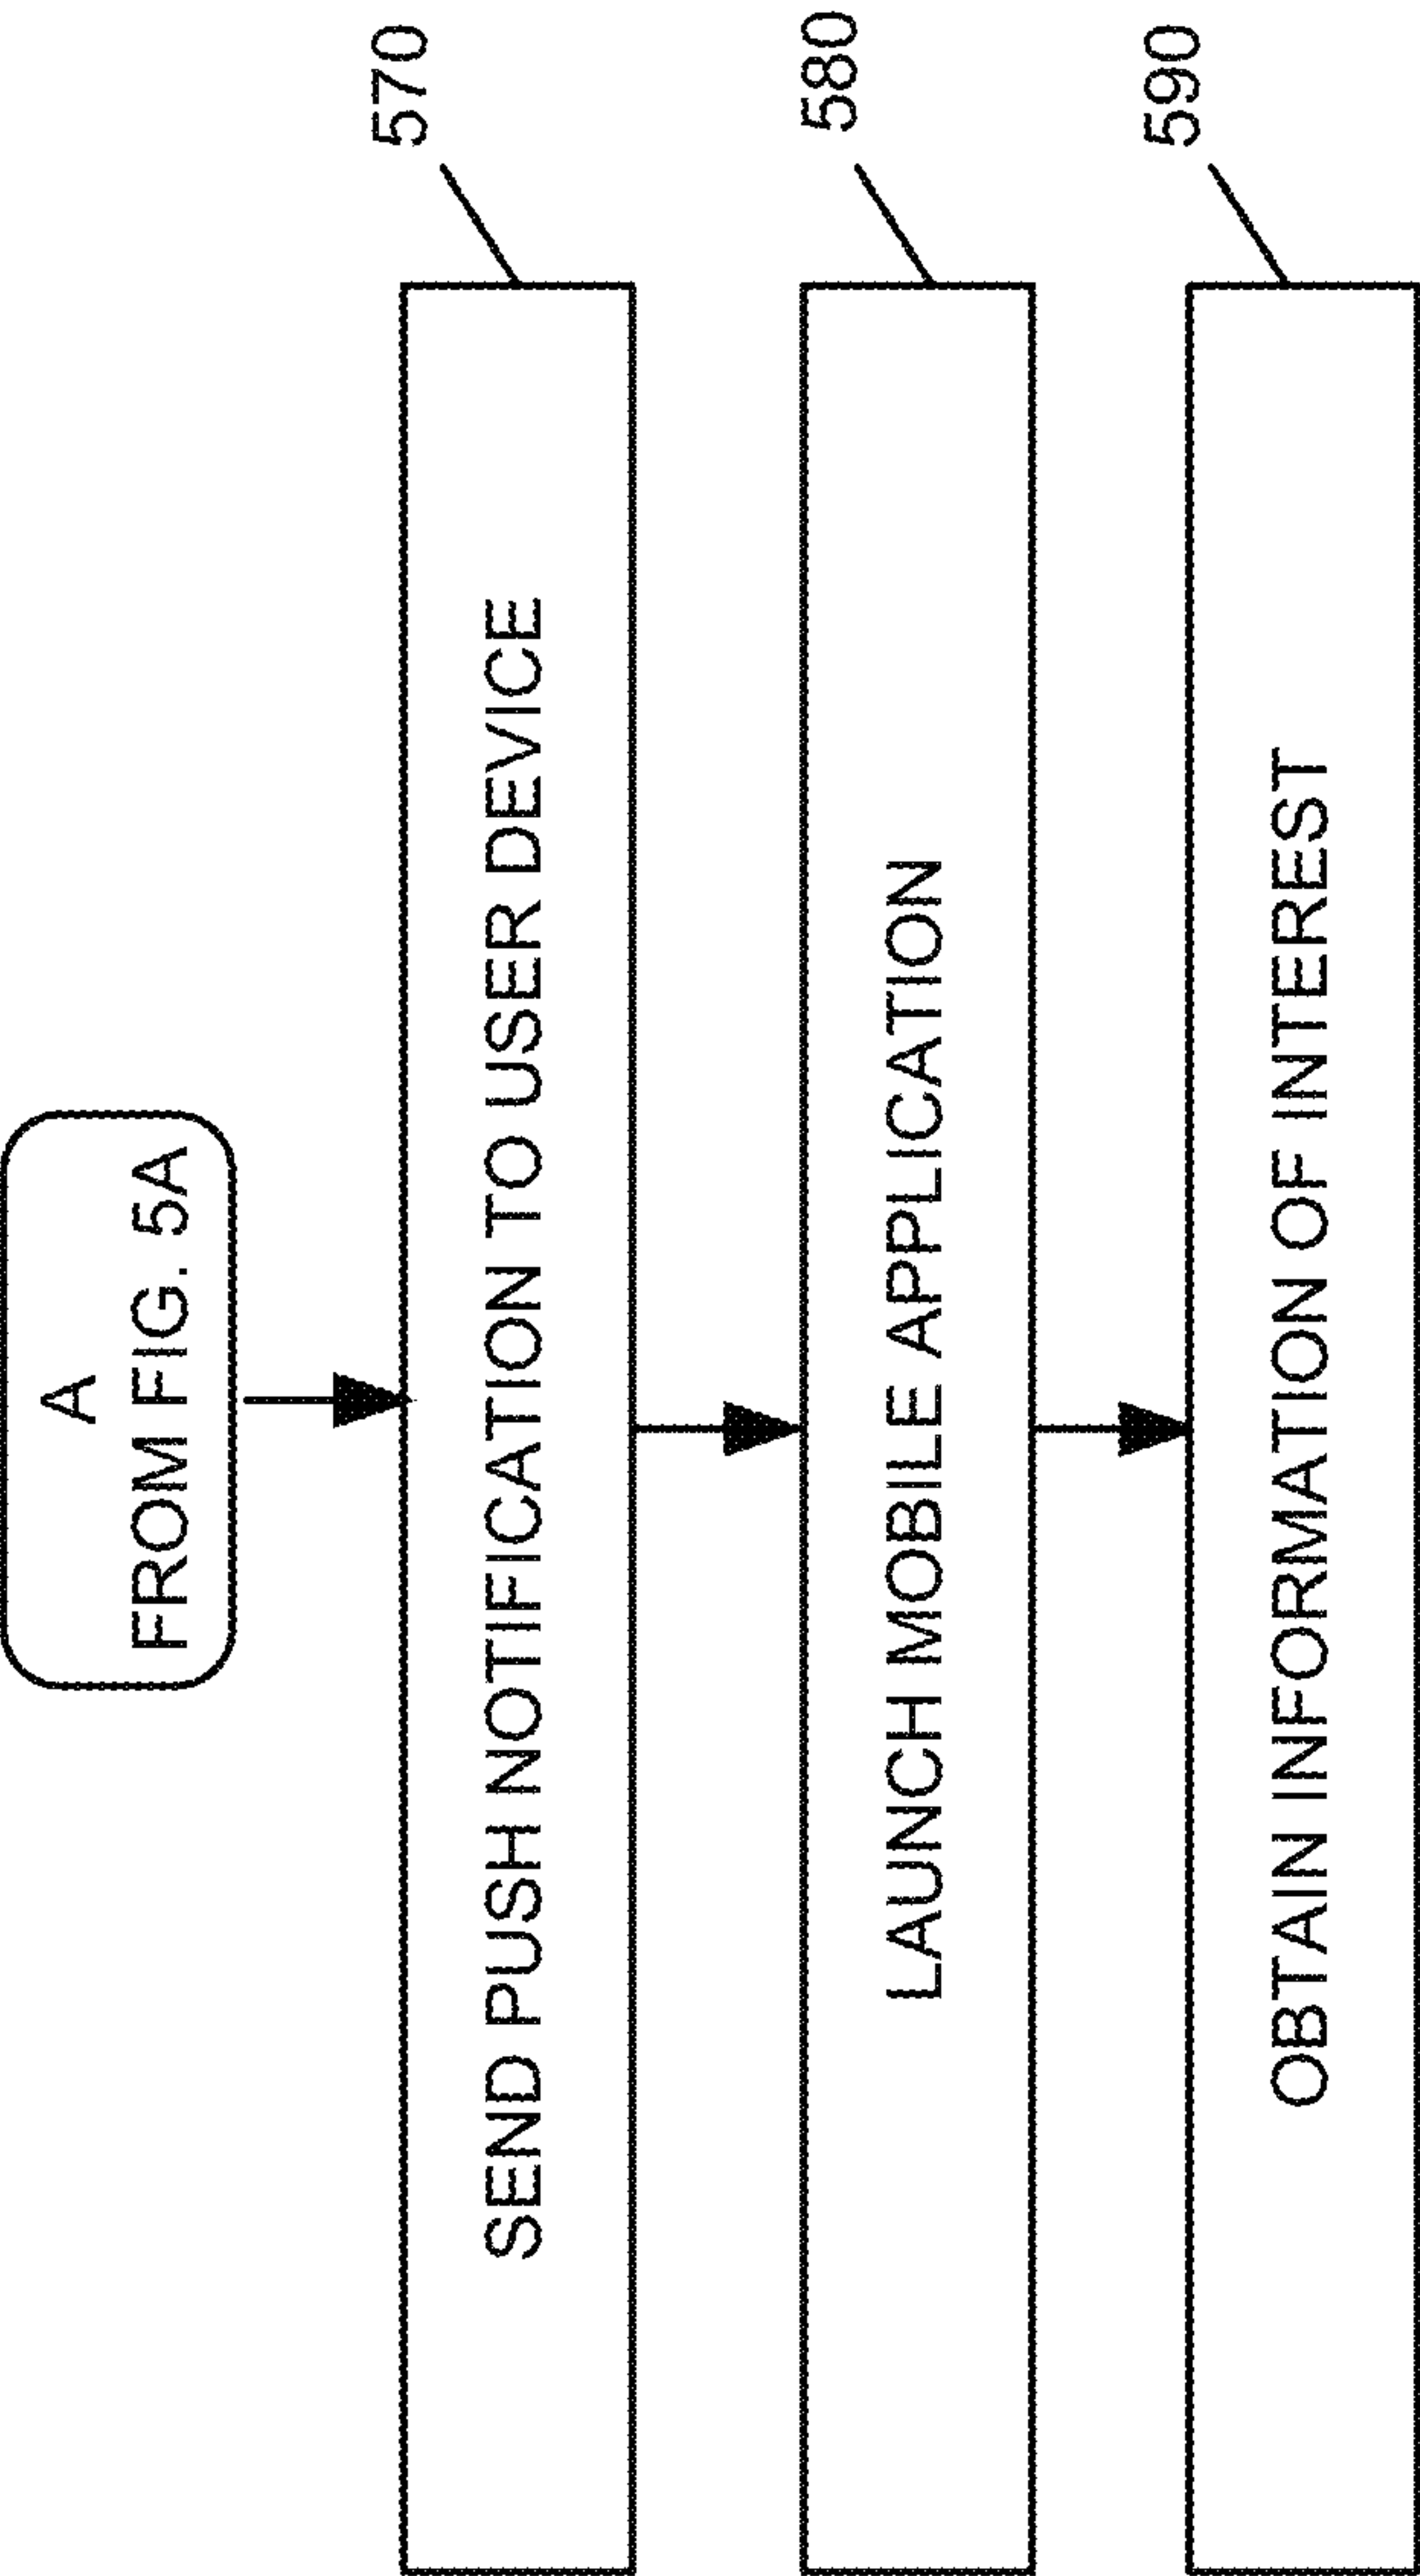 A
FROM FIG. 5A
570
SEND PUSH NOTIFICATION TO USER DEVICE
580
LAUNCH MOBILE APPLICATION
590
OBTAIN INFORMATION OF INTEREST